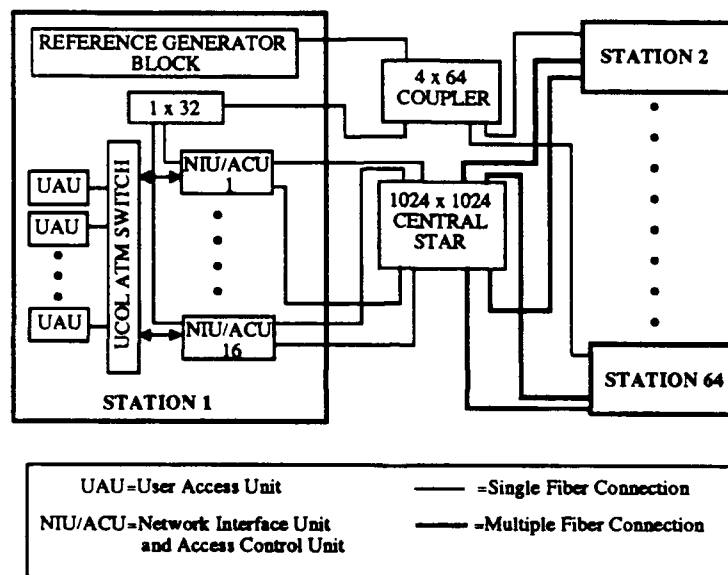 REFERENCE GENERATOR
BLOCK
1 x 32
UAU
UAU
UAU
UCOL ATM SWITCH
NIU/ACU
1
NIU/ACU
16
STATION 1
4 x 64
COUPLER
1024 x 1024
CENTRAL
STAR
STATION 2
STATION 64
UAU=User Access Unit
NIU/ACU=Network Interface Unit
and Access Control Unit
=Single Fiber Connection
=Multiple Fiber Connection